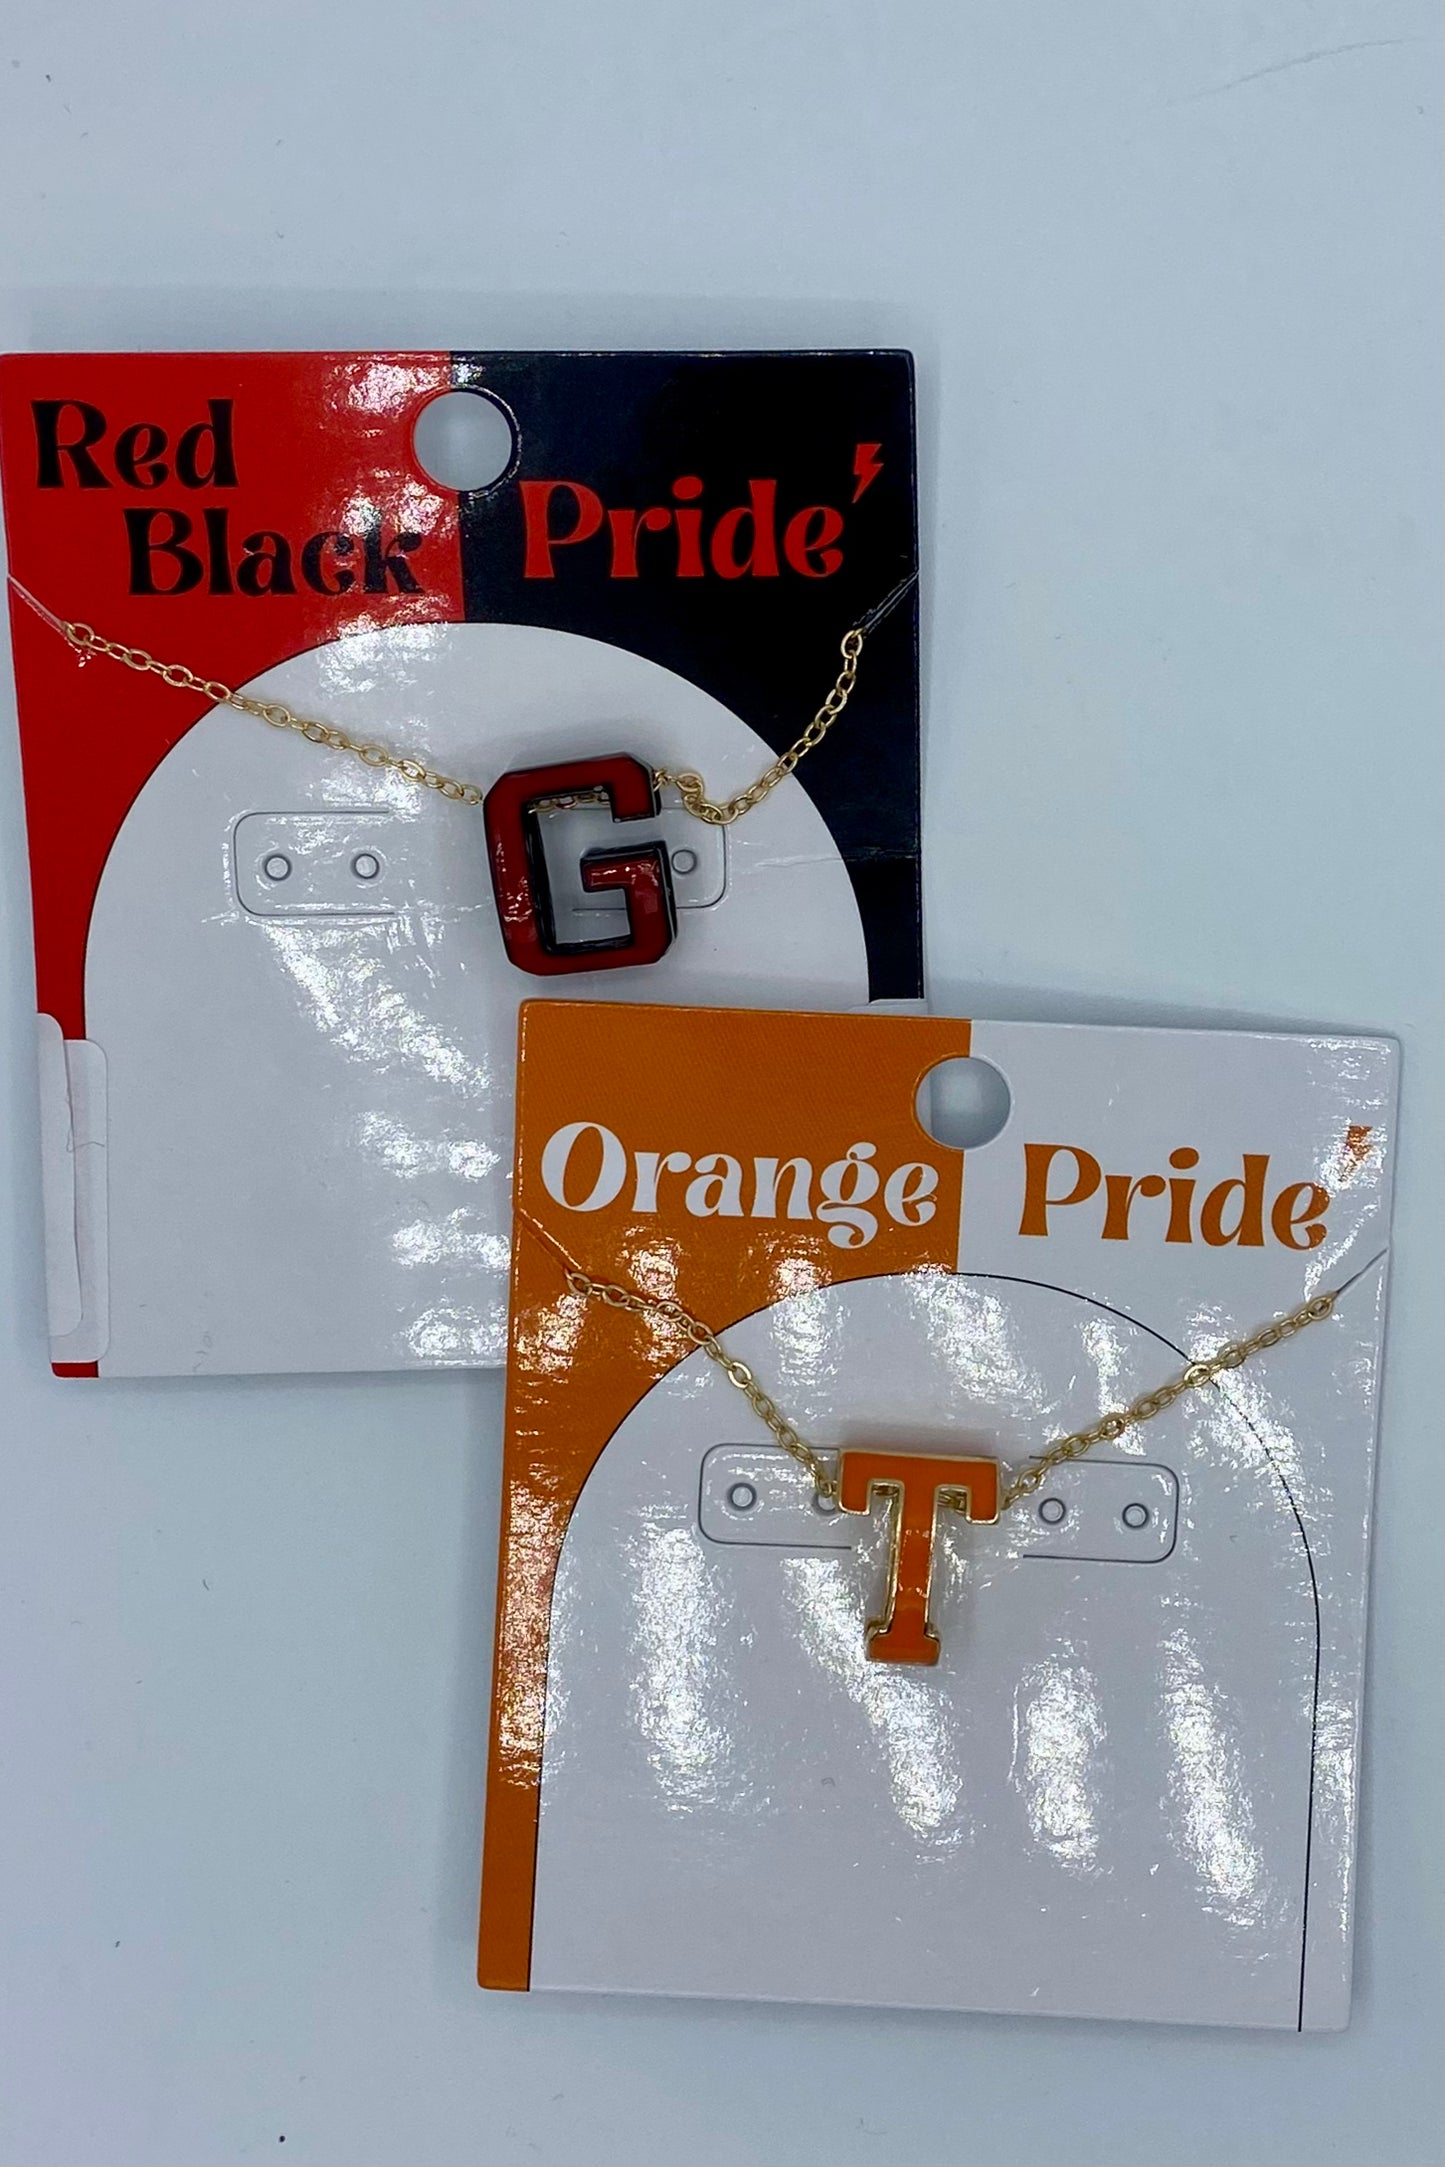 Red
Black
Pride
G
Orange Pride
T